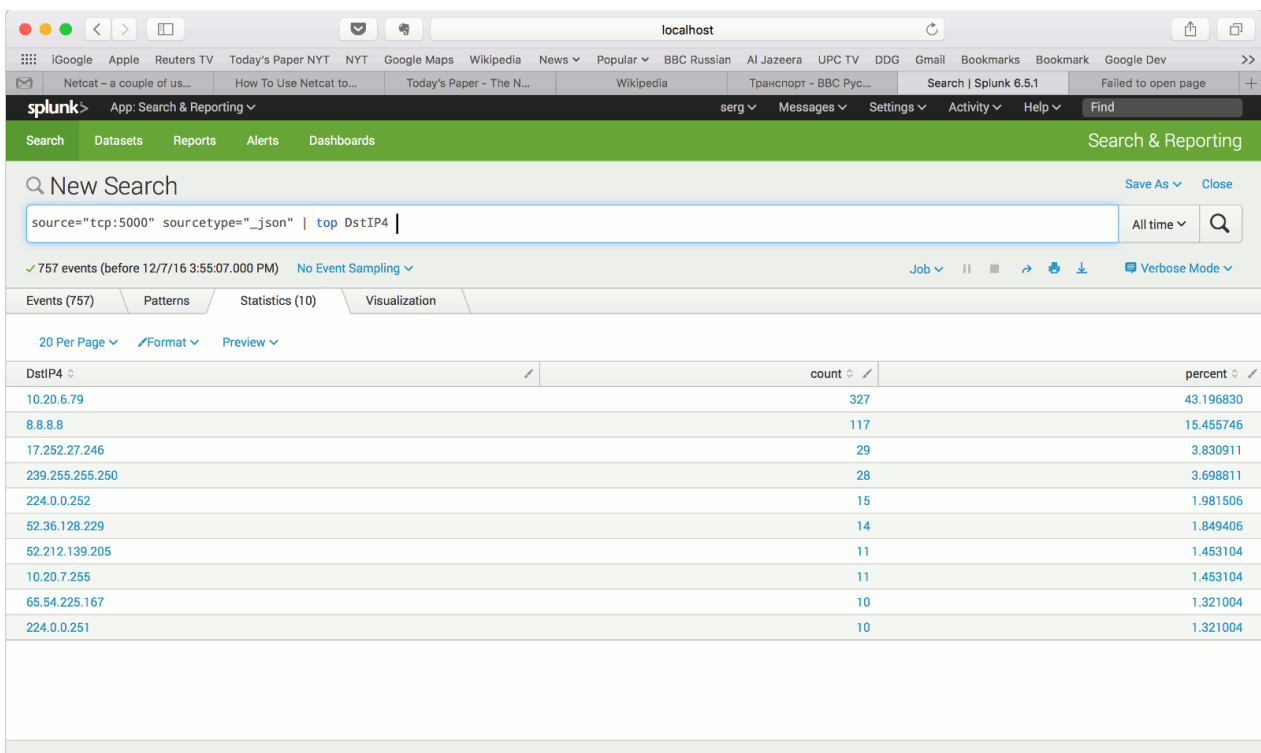 localhost
iGoogle Apple Reuters TV Today's Paper NYT NYT Google Maps Wikipedia News Popular BBC Russian Al Jazeera UPC TV DDG Gmail Bookmarks Bookmark Google Dev >>
Netcat – a couple of us... How To Use Netcat to... Today's Paper - The N... Wikipedia Транспорт - BBC Рус... Search | Splunk 6.5.1 Failed to open page +
splunk> App: Search & Reporting serg Messages Settings Activity Help Find
Search Datasets Reports Alerts Dashboards Search & Reporting
New Search Save As Close
source="tcp:5000" sourcetype="_json" | top DstIP4 All time
✓ 757 events (before 12/7/16 3:55:07.000 PM) No Event Sampling Job Verbose Mode
Events (757) Patterns Statistics (10) Visualization
20 Per Page Format Preview
DstIP4 count percent
10.20.6.79 327 43.196830
8.8.8.8 117 15.455746
17.252.27.246 29 3.830911
239.255.255.250 28 3.698811
224.0.0.252 15 1.981506
52.36.128.229 14 1.849406
52.212.139.205 11 1.453104
10.20.7.255 11 1.453104
65.54.225.167 10 1.321004
224.0.0.251 10 1.321004